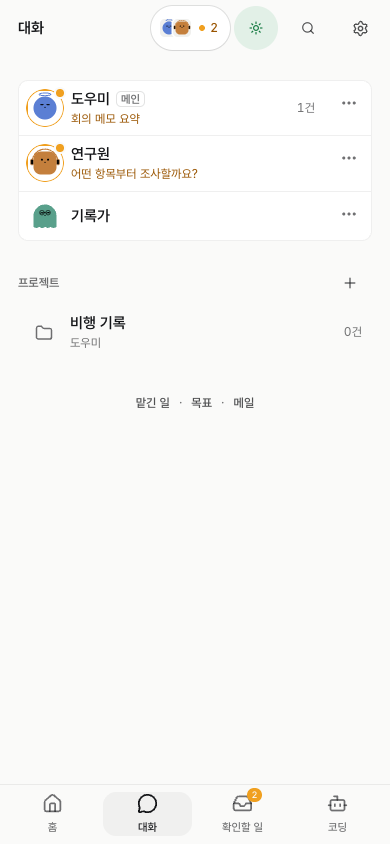 대화
2
도우미 메인
1건
회의 메모 요약
연구원
어떤 항목부터 조사할까요?
기록가
프로젝트
비행 기록
도우미
0건
맡긴 일 · 목표 · 메일
2
홈
대화
확인할 일
코딩